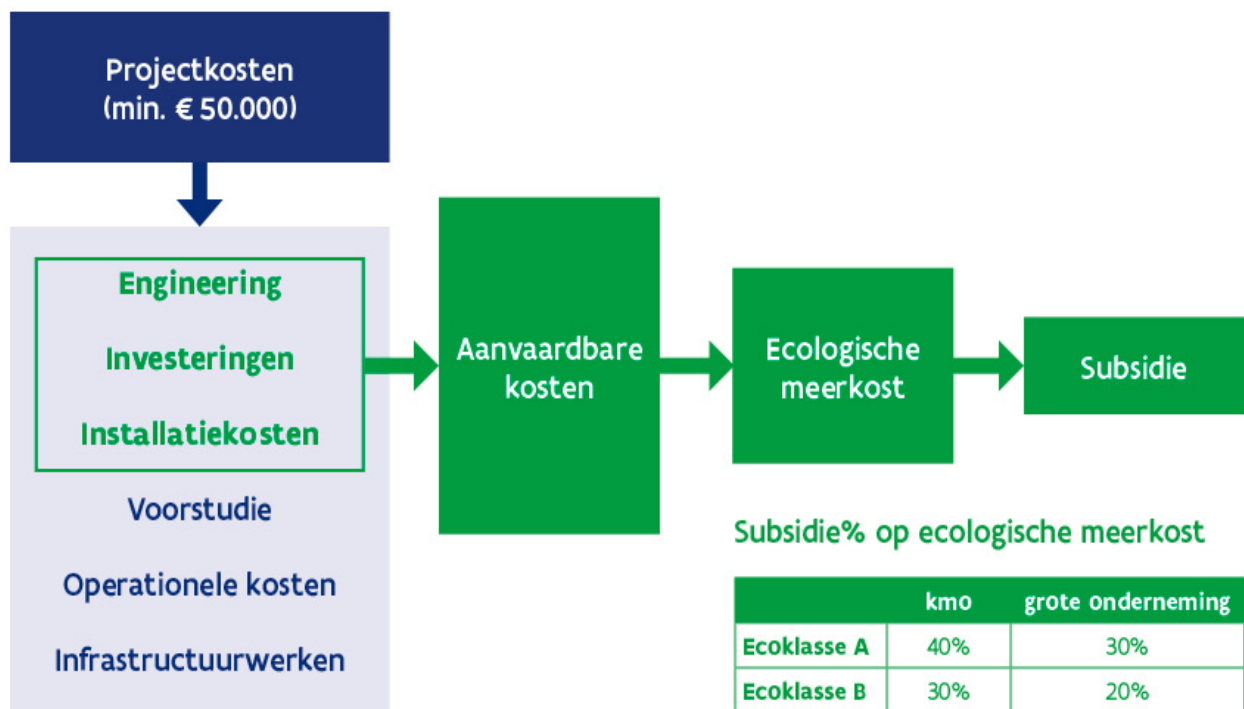 Projectkosten
(min. € 50.000)
Engineering
Investeringen
Installatiekosten
Voorstudie
Operationele kosten
Infrastructuurwerken
Aanvaardbare
kosten
Ecologische
meerkost
Subsidie
Subsidie% op ecologische meerkost
kmo grote onderneming
Ecoklasse A 40% 30%
Ecoklasse B 30% 20%